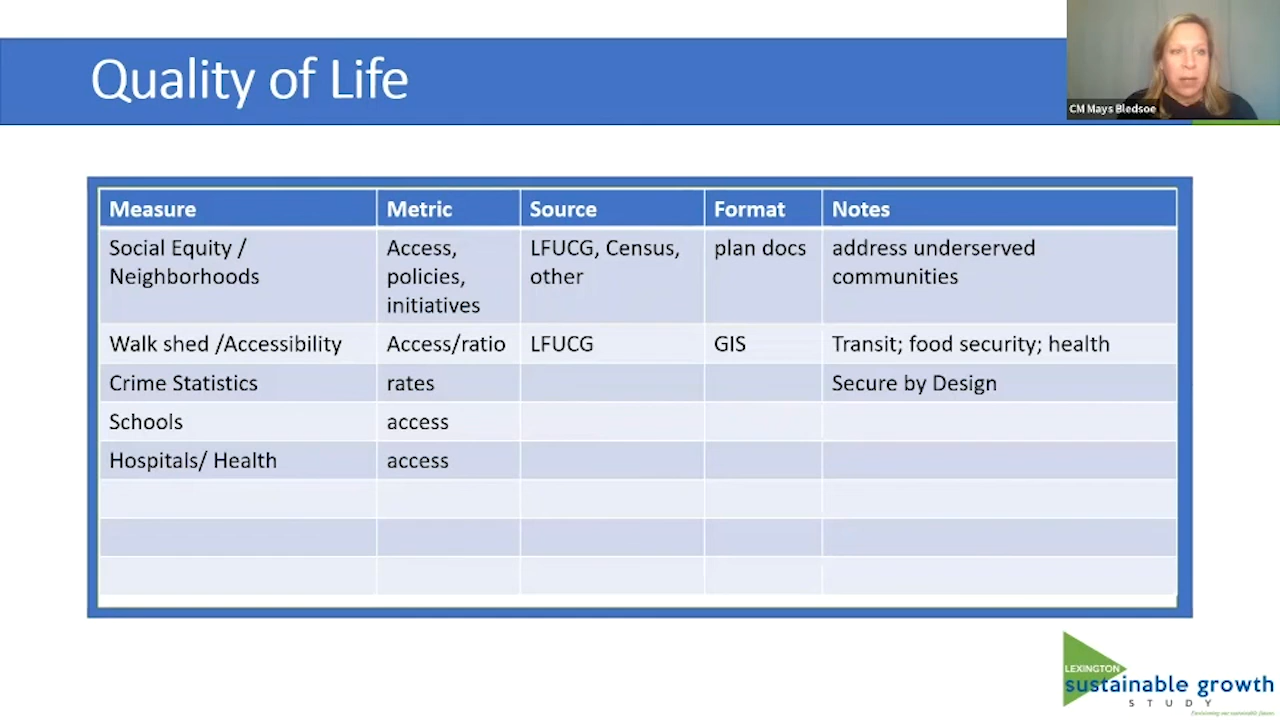 Quality of Life
CM Mays Bledsoe
Measure Metric Source Format Notes
Social Equity / Access, LFUCG, Census, plan docs address underserved
Neighborhoods policies, other communities
initiatives
Walk shed /Accessibility Access/ratio LFUCG GIS Transit; food security; health
Crime Statistics rates Secure by Design
Schools access
Hospitals/ Health access
LEXINGTON
sustainable growth
STUDY